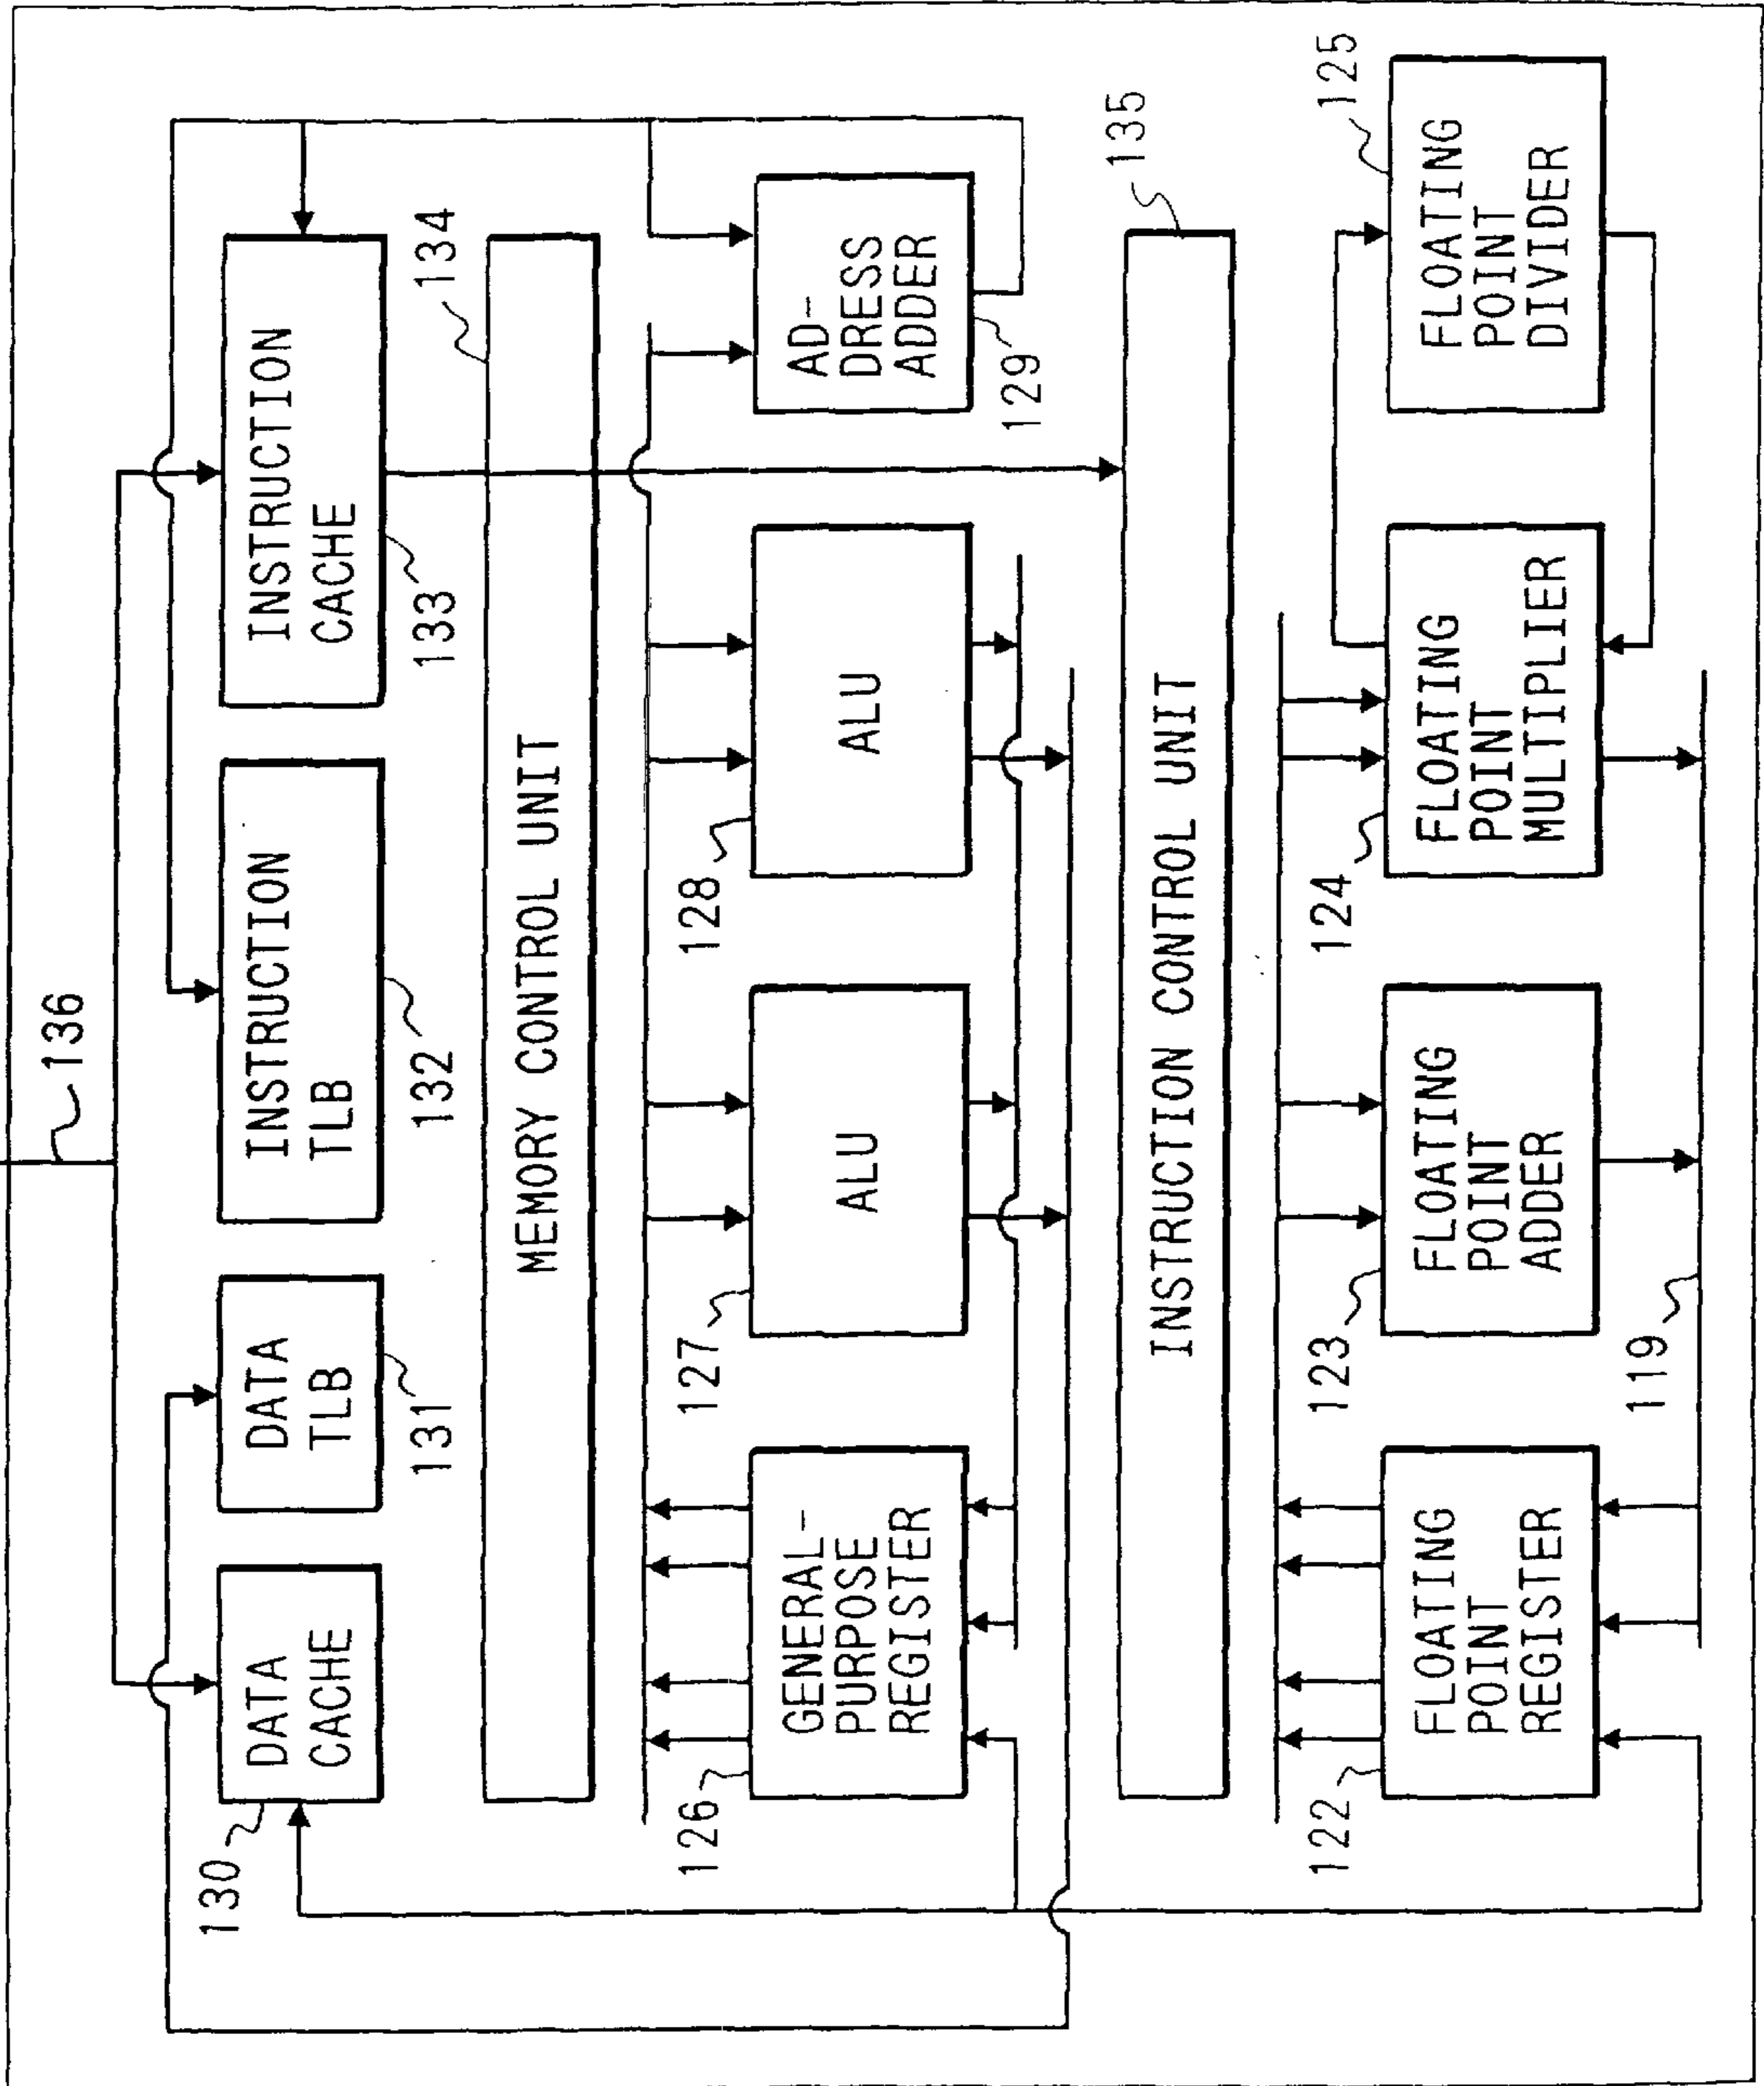 136
DATA
CACHE
130
DATA
TLB
131
INSTRUCTION
TLB
132
INSTRUCTION
CACHE
133
MEMORY CONTROL UNIT
134
GENERAL-
PURPOSE
REGISTER
126
ALU
127
ALU
128
AD-
DRESS
ADDER
129
INSTRUCTION CONTROL UNIT
135
FLOATING
POINT
REGISTER
122
FLOATING
POINT
ADDER
123
FLOATING
POINT
MULTIPLIER
124
FLOATING
POINT
DIVIDER
125
119